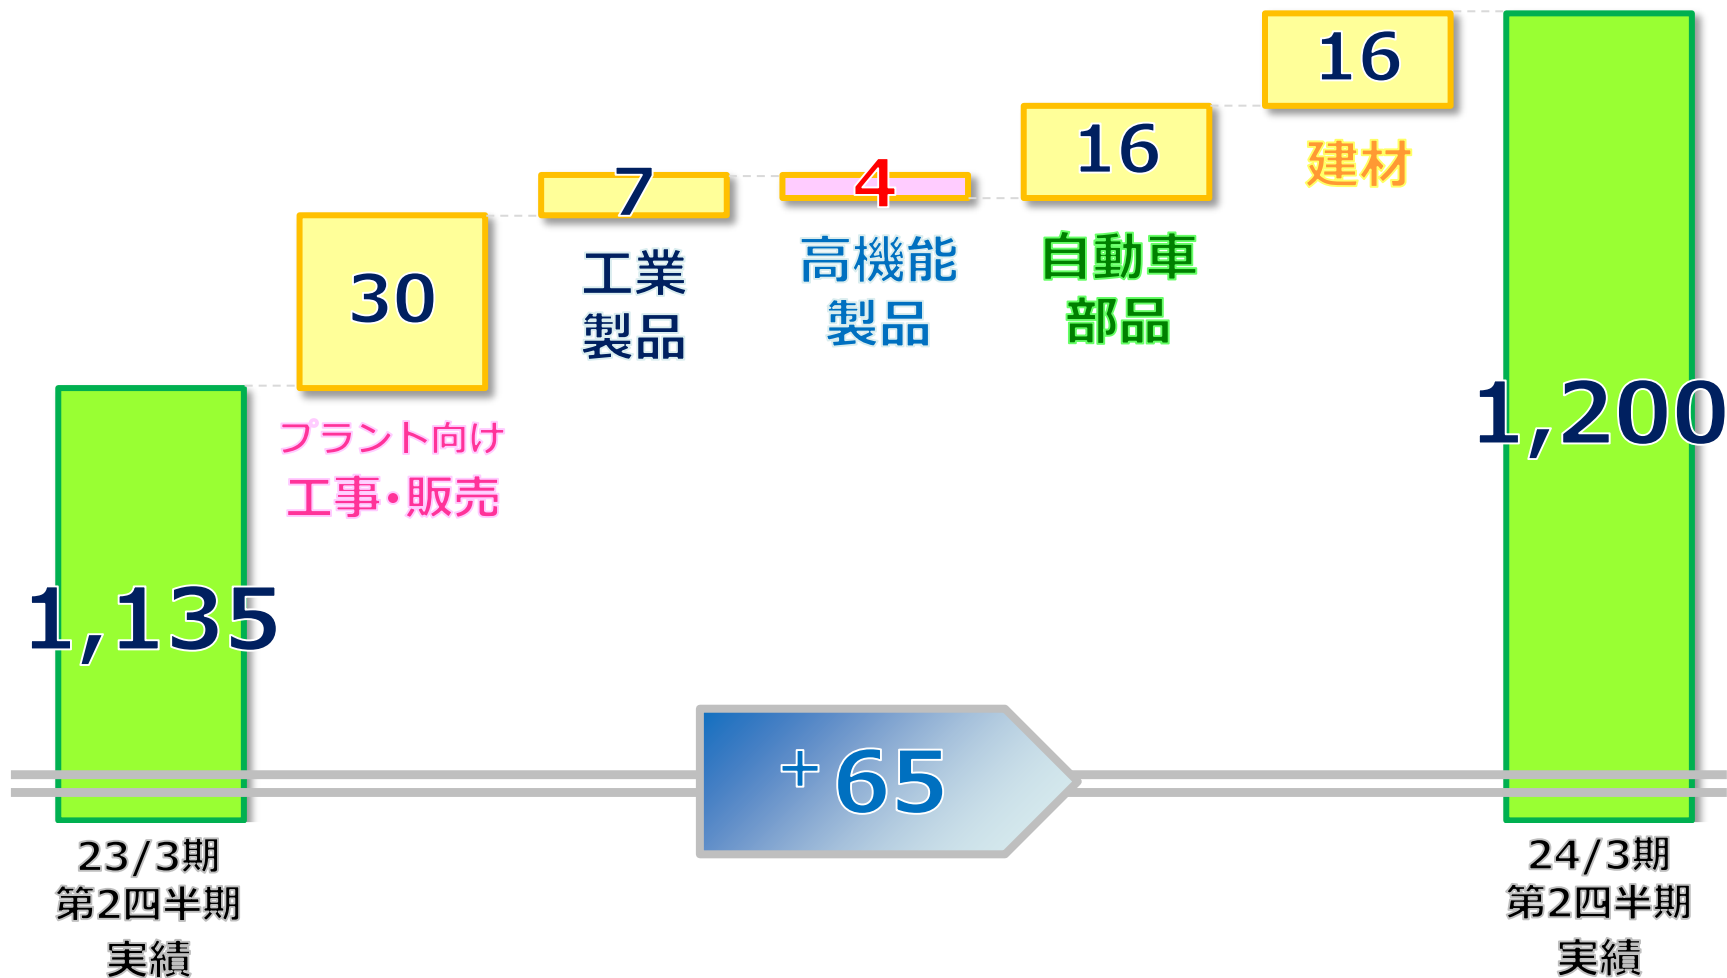 1,135
23/3期
第2四半期
実績
30
プラント向け
工事・販売
7
工業
製品
4
高機能
製品
16
自動車
部品
16
建材
1,200
24/3期
第2四半期
実績
+65